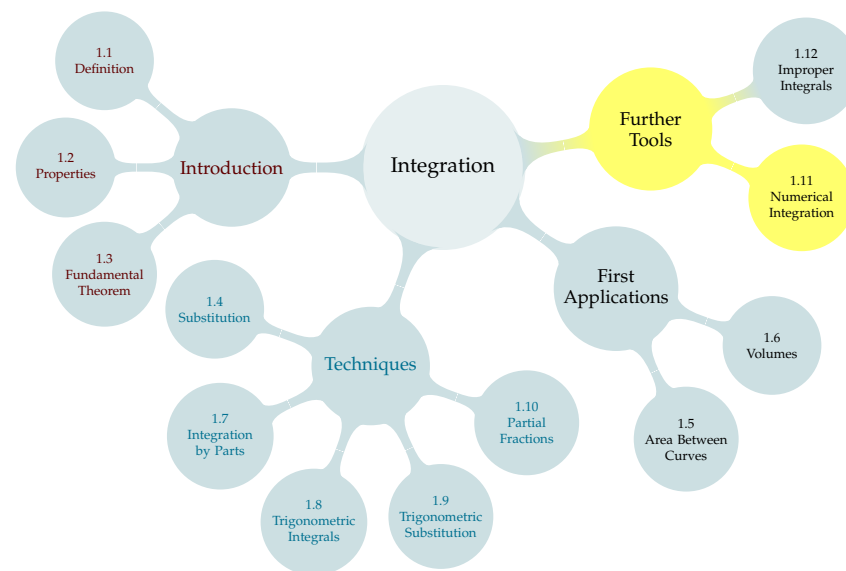 Integration
Introduction
1.1
Definition
1.2
Properties
1.3
Fundamental
Theorem
Techniques
1.4
Substitution
1.7
Integration
by Parts
1.8
Trigonometric
Integrals
1.9
Trigonometric
Substitution
1.10
Partial
Fractions
First
Applications
1.5
Area Between
Curves
1.6
Volumes
Further
Tools
1.11
Numerical
Integration
1.12
Improper
Integrals